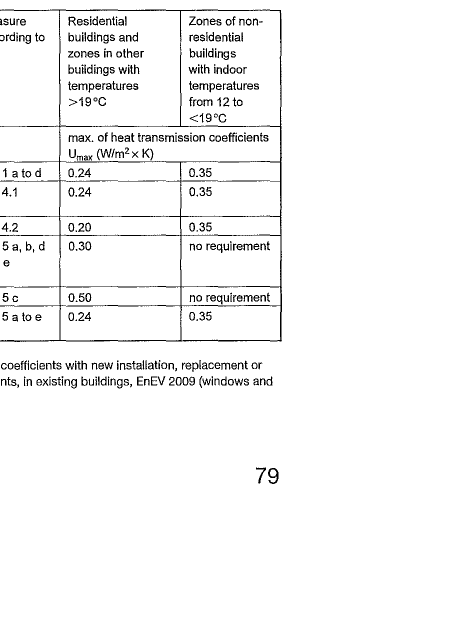 asure
ording to
Residential
buildings and
zones in other
buildings with
temperatures
>19°C
Zones of non-
residential
buildings
with indoor
temperatures
from 12 to
<19°C
max. of heat transmission coefficients
Umax (W/m² x K)
1 a to d 0.24 0.35
4.1 0.24 0.35
4.2 0.20 0.35
5 a, b, d 0.30 no requirement
e
5 c 0.50 no requirement
5 a to e 0.24 0.35
coefficients with new installation, replacement or
nts, in existing buildings, EnEV 2009 (windows and
79